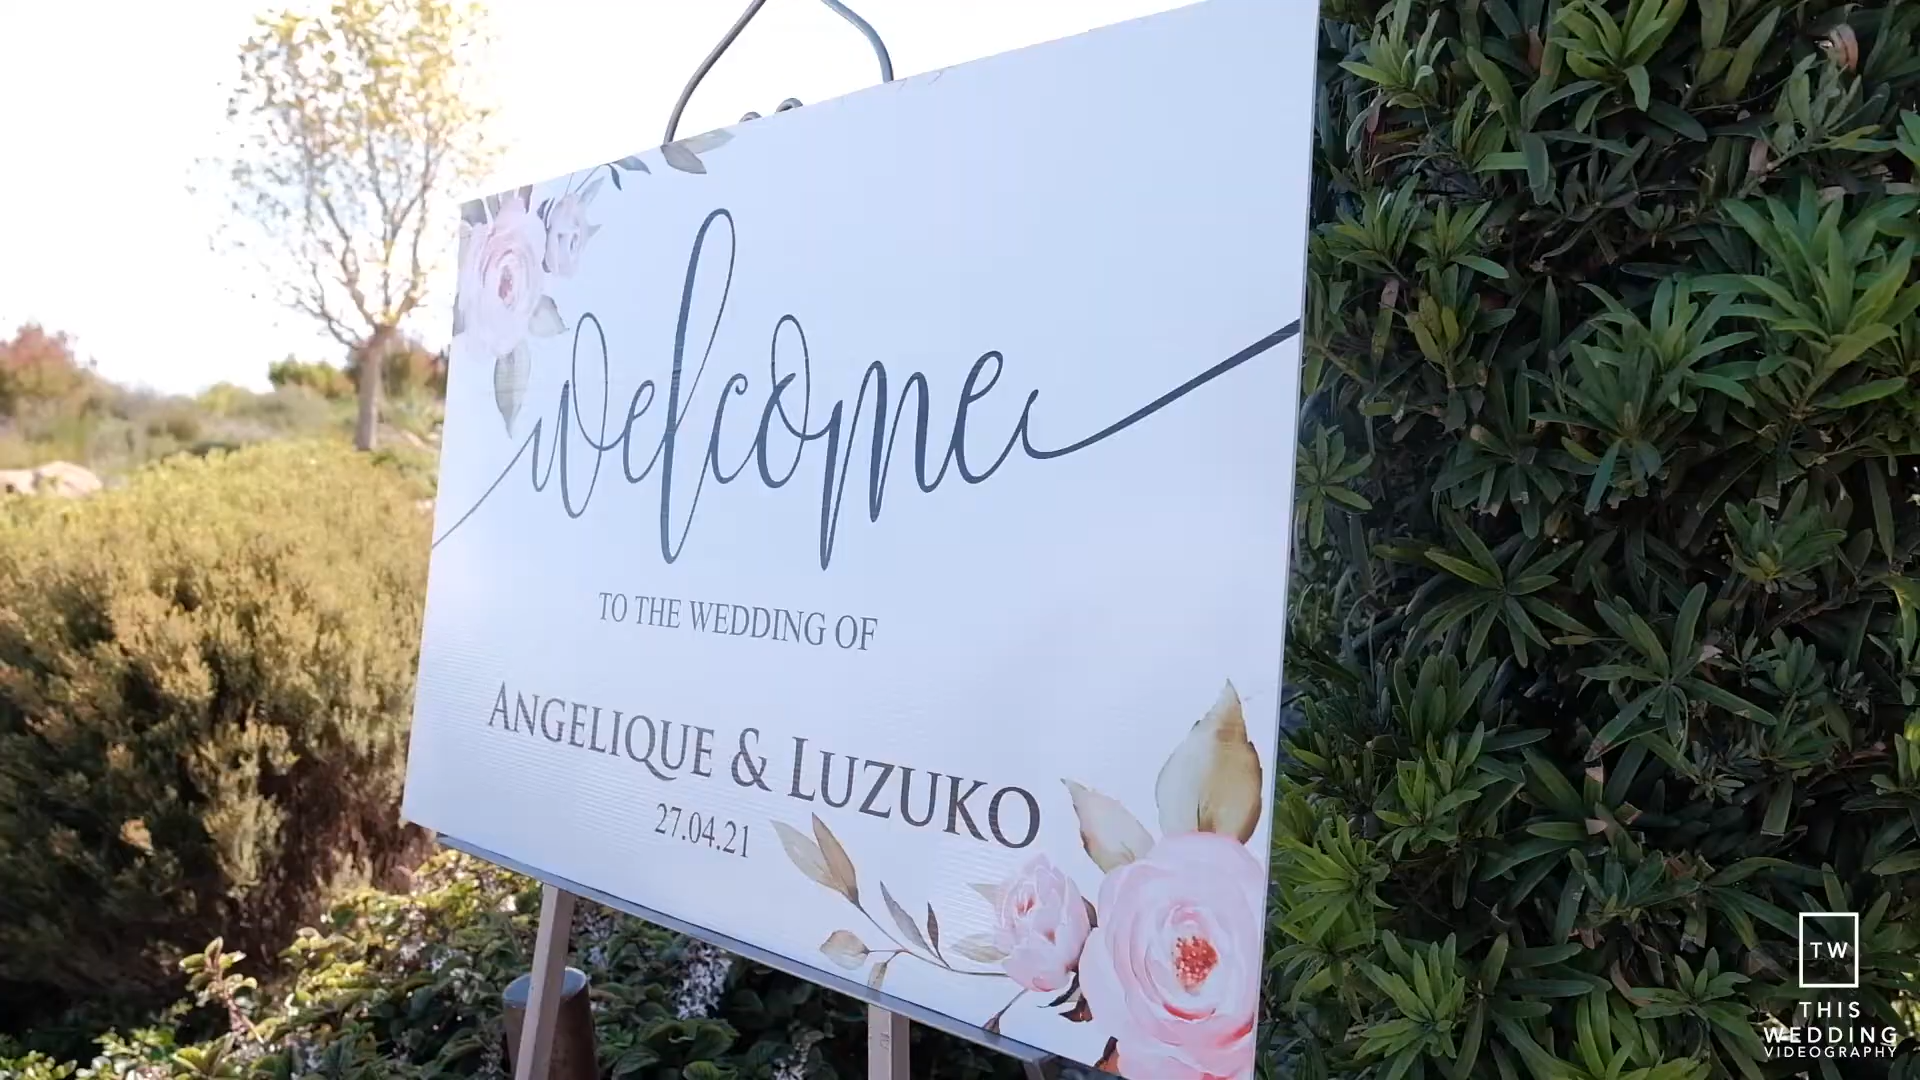 welcome
TO THE WEDDING OF
ANGELIQUE & LUZUKO
27.04.21
TW
THIS
WEDDING
VIDEOGRAPHY